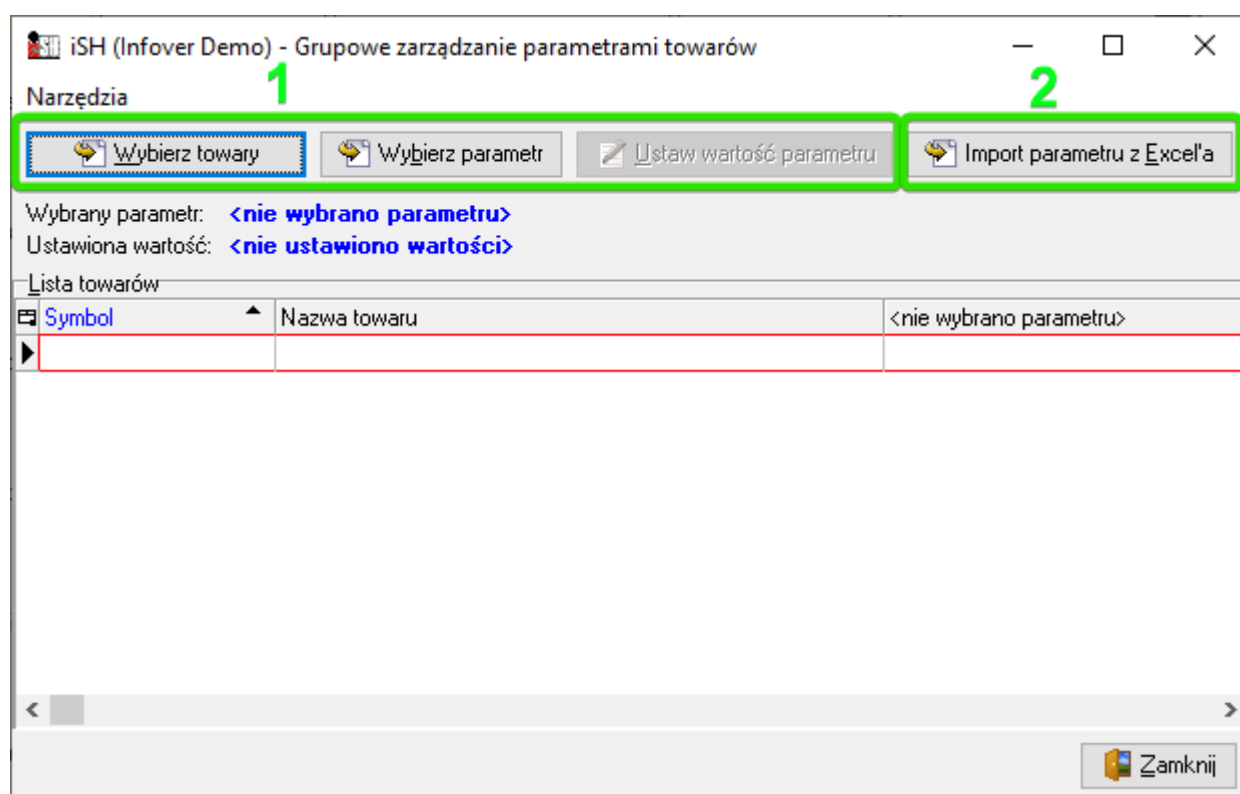 iSH (Infover Demo) - Grupowe zarządzanie parametrami towarów
1
2
Narzędzia
Wybierz towary Wybierz parametr Ustaw wartość parametru Import parametru z Excel'a
Wybrany parametr: <nie wybrano parametru>
Ustawiona wartość: <nie ustawiono wartości>
Lista towarów
Symbol Nazwa towaru <nie wybrano parametru>
Zamknij